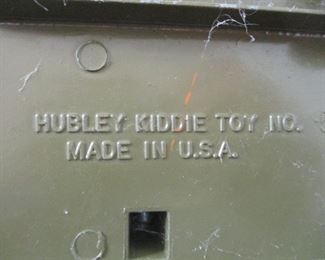 HUBLEY KIDDIE TOY NO.
MADE IN U.S.A.